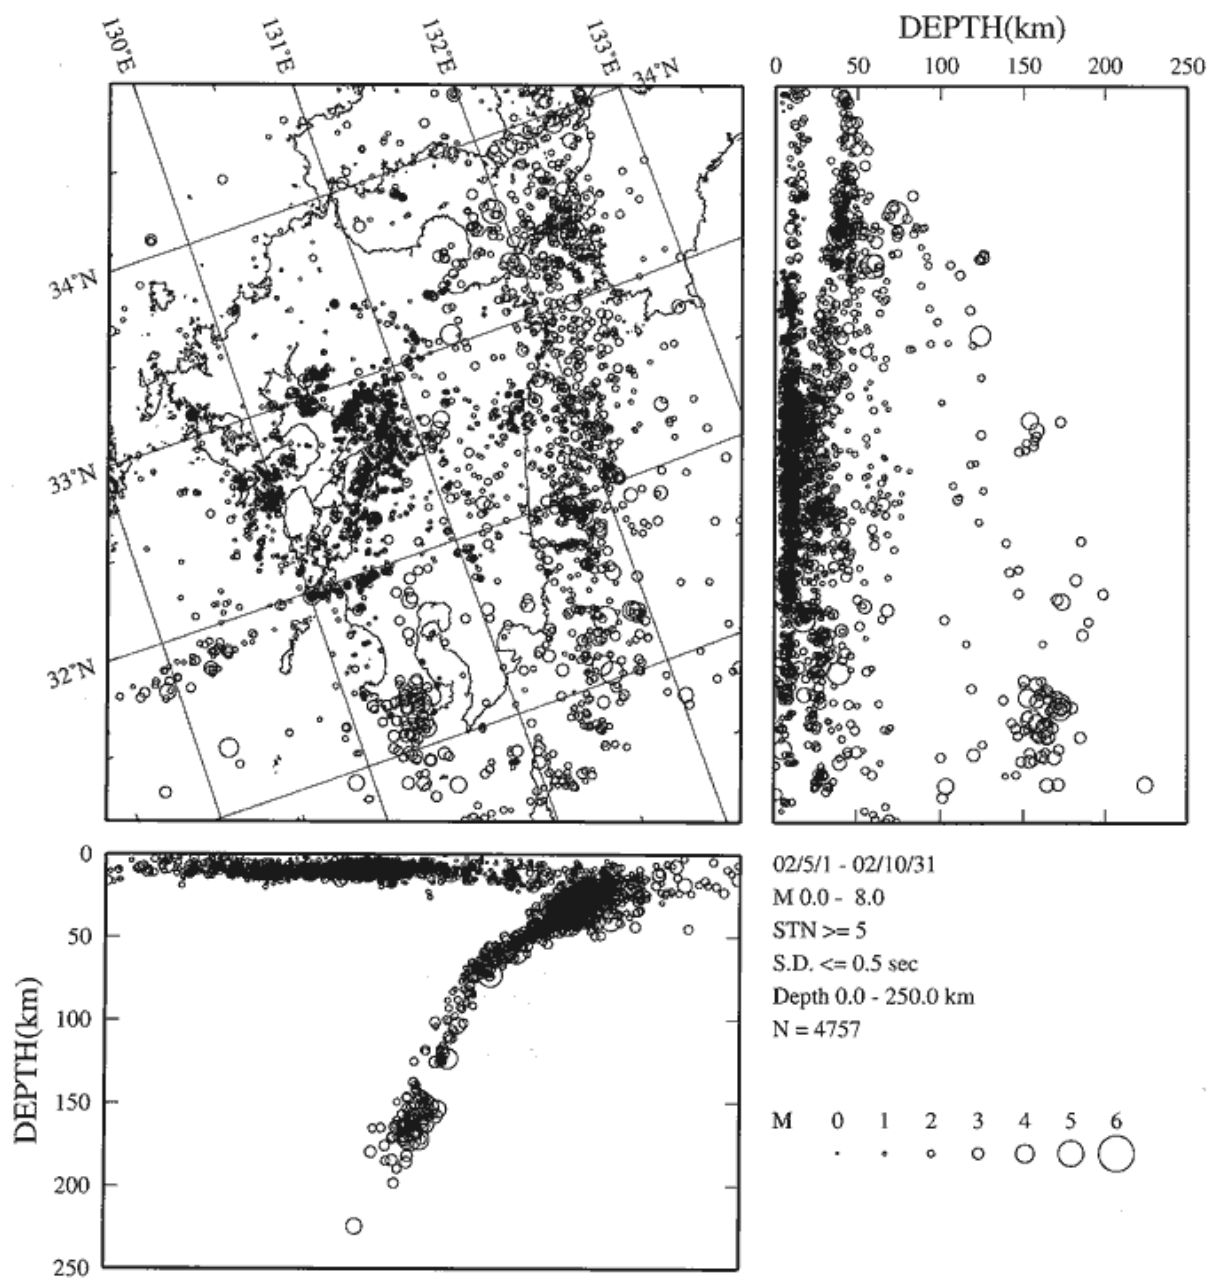 130°E
131°E
132°E
133°E
34°N
34°N
33°N
32°N
DEPTH(km)
0 50 100 150 200 250
0
50
100
150
200
250
DEPTH(km)
02/5/1 - 02/10/31
M 0.0 - 8.0
STN >= 5
S.D. <= 0.5 sec
Depth 0.0 - 250.0 km
N = 4757
M 0 1 2 3 4 5 6